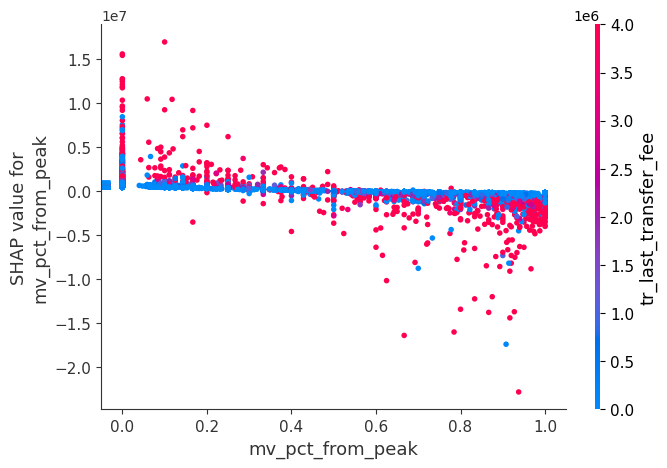 1e7
1e6
1.5
1.0
0.5
0.0
−0.5
−1.0
−1.5
−2.0
SHAP value for
mv_pct_from_peak
0.0 0.2 0.4 0.6 0.8 1.0
mv_pct_from_peak
4.0
3.5
3.0
2.5
2.0
1.5
1.0
0.5
0.0
tr_last_transfer_fee